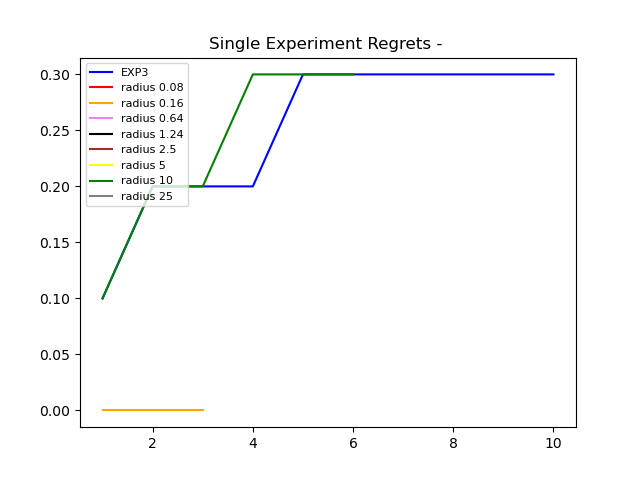 Single Experiment Regrets -
0.30
0.25
0.20
0.15
0.10
0.05
0.00
EXP3
radius 0.08
radius 0.16
radius 0.64
radius 1.24
radius 2.5
radius 5
radius 10
radius 25
2 4 6 8 10